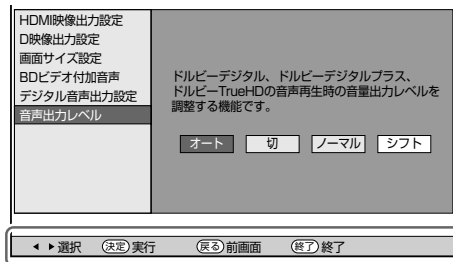 HDMI映像出力設定
D映像出力設定
画面サイズ設定
BDビデオ付加音声
デジタル音声出力設定
音声出力レベル
ドルビーデジタル、ドルビーデジタルプラス、
ドルビーTrueHDの音声再生時の音量出力レベルを
調整する機能です。
オート 切 ノーマル シフト
選択 決定 実行 戻る 前画面 終了 終了